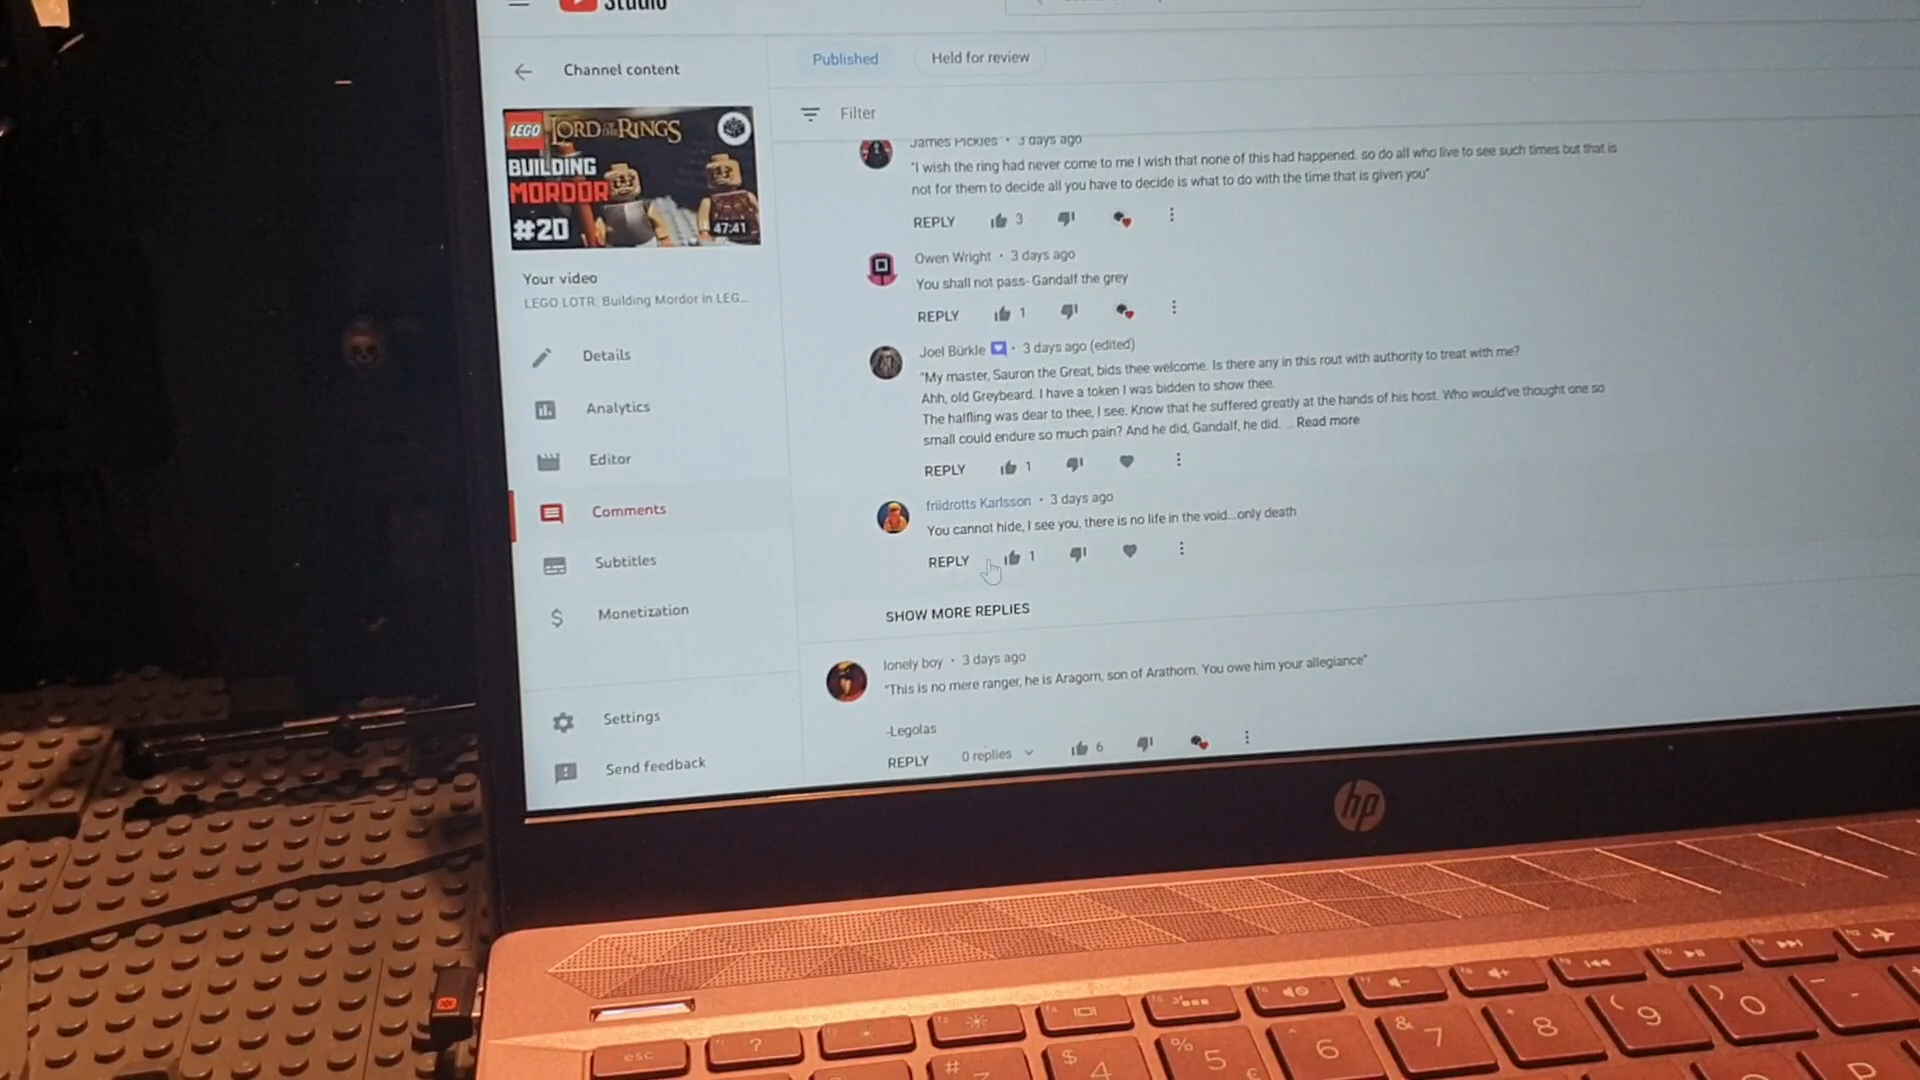 Studio
Channel content
LEGO LORD OF THE RINGS
BUILDING
MORDOR
#20
47:41
Your video
LEGO LOTR: Building Mordor in LEG...
Details
Analytics
Editor
Comments
Subtitles
$ Monetization
Settings
Send feedback
Published Held for review
Filter
James Pickles • 3 days ago
"I wish the ring had never come to me I wish that none of this had happened. so do all who live to see such times but that is
not for them to decide all you have to decide is what to do with the time that is given you"
REPLY 3
Owen Wright • 3 days ago
You shall not pass- Gandalf the grey
REPLY 1
Joel Bürkle • 3 days ago (edited)
"My master, Sauron the Great, bids thee welcome. Is there any in this rout with authority to treat with me?
Ahh, old Greybeard. I have a token I was bidden to show thee.
The halfling was dear to thee, I see. Know that he suffered greatly at the hands of his host. Who would've thought one so
small could endure so much pain? And he did, Gandalf, he did. ... Read more
REPLY 1
friidrotts Karlsson • 3 days ago
You cannot hide, I see you, there is no life in the void...only death
REPLY 1
SHOW MORE REPLIES
lonely boy • 3 days ago
"This is no mere ranger, he is Aragorn, son of Arathorn. You owe him your allegiance"
-Legolas
REPLY 0 replies 6
hp
esc ?
# $ 4 % 5 € ^ 6 & 7 * 8 ( 9 ) 0 - -